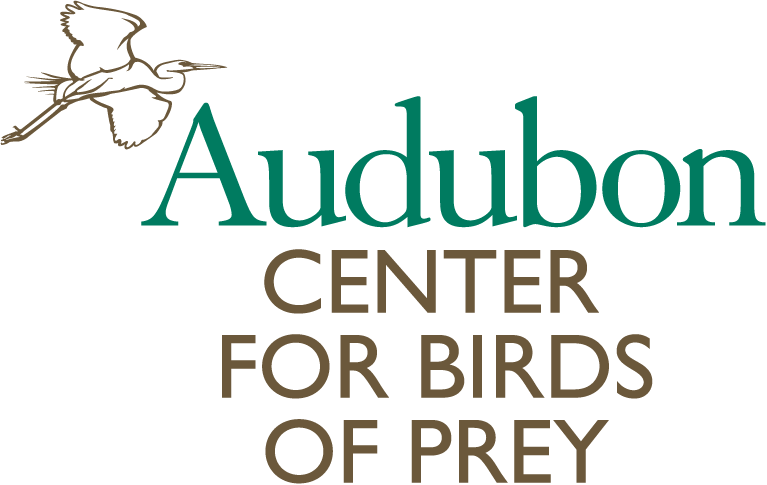 Audubon
CENTER
FOR BIRDS
OF PREY